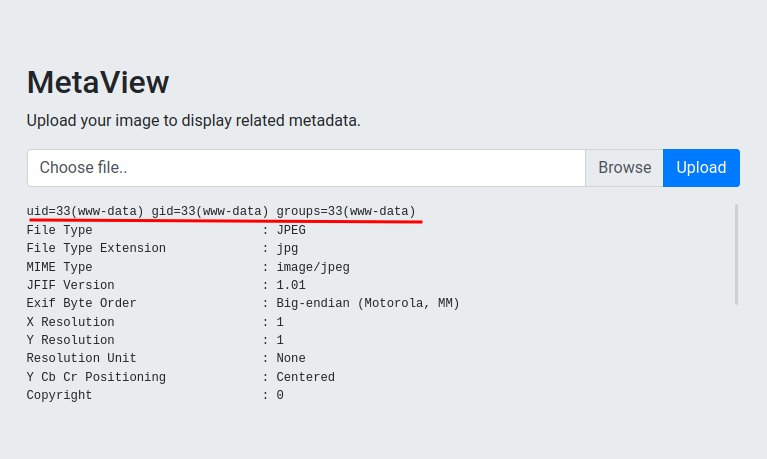 MetaView
Upload your image to display related metadata.
Choose file.. Browse Upload
uid=33(www-data) gid=33(www-data) groups=33(www-data)
File Type : JPEG
File Type Extension : jpg
MIME Type : image/jpeg
JFIF Version : 1.01
Exif Byte Order : Big-endian (Motorola, MM)
X Resolution : 1
Y Resolution : 1
Resolution Unit : None
Y Cb Cr Positioning : Centered
Copyright : 0